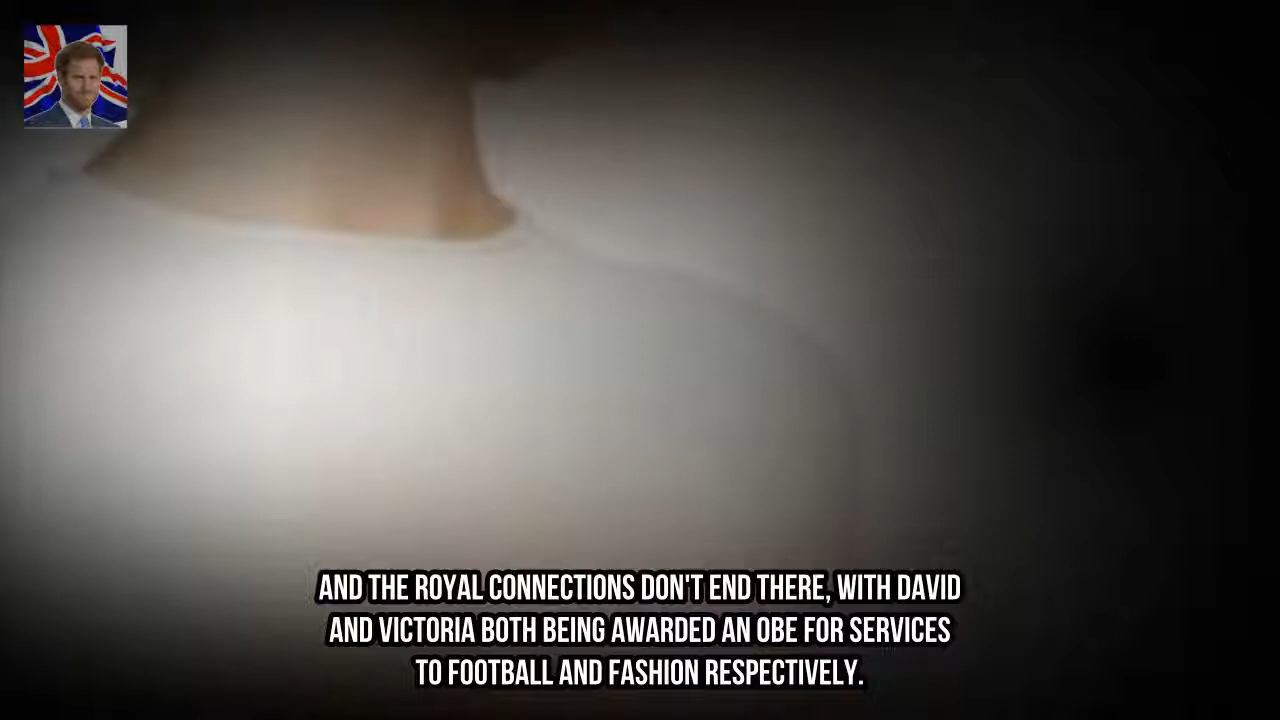 AND THE ROYAL CONNECTIONS DON'T END THERE, WITH DAVID
AND VICTORIA BOTH BEING AWARDED AN OBE FOR SERVICES
TO FOOTBALL AND FASHION RESPECTIVELY.